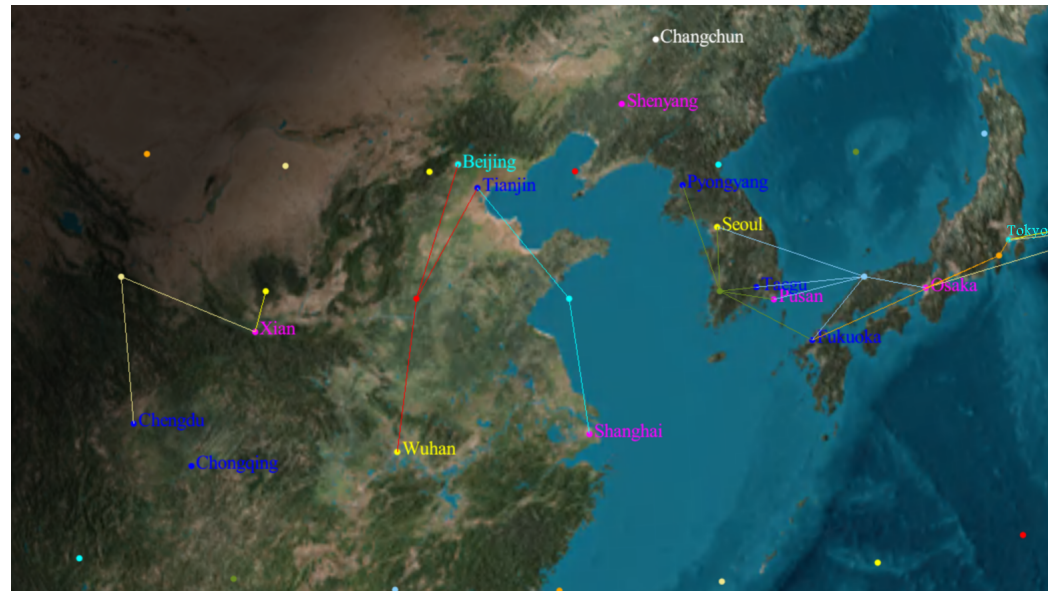 Changchun
Shenyang
Beijing
Tianjin
Pyongyang
Seoul
Tokyo
Taegu
Osaka
Pusan
Xian
Fukuoka
Chengdu
Shanghai
Wuhan
Chongqing